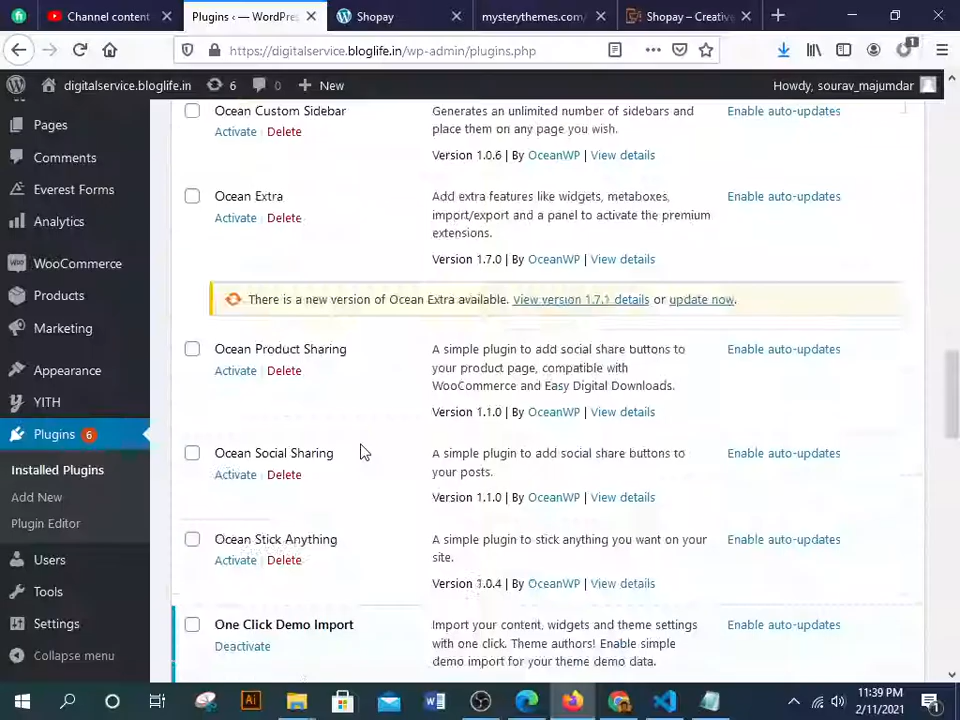 Channel content
Plugins ‹ — WordPres
Shopay
mysterythemes.com/
Shopay – Creativ
https://digitalservice.bloglife.in/wp-admin/plugins.php
1
digitalservice.bloglife.in
6
0
New
Howdy, sourav_majumdar
Pages
Comments
Everest Forms
Analytics
WooCommerce
Products
Marketing
Appearance
YITH
Plugins 6
Installed Plugins
Add New
Plugin Editor
Users
Tools
Settings
Collapse menu
Ocean Custom Sidebar
Activate | Delete
Generates an unlimited number of sidebars and
place them on any page you wish.
Version 1.0.6 | By OceanWP | View details
Enable auto-updates
Ocean Extra
Activate | Delete
Add extra features like widgets, metaboxes,
import/export and a panel to activate the premium
extensions.
Version 1.7.0 | By OceanWP | View details
Enable auto-updates
There is a new version of Ocean Extra available. View version 1.7.1 details or update now.
Ocean Product Sharing
Activate | Delete
A simple plugin to add social share buttons to
your product page, compatible with
WooCommerce and Easy Digital Downloads.
Version 1.1.0 | By OceanWP | View details
Enable auto-updates
Ocean Social Sharing
Activate | Delete
A simple plugin to add social share buttons to
your posts.
Version 1.1.0 | By OceanWP | View details
Enable auto-updates
Ocean Stick Anything
Activate | Delete
A simple plugin to stick anything you want on your
site.
Version 1.0.4 | By OceanWP | View details
Enable auto-updates
One Click Demo Import
Deactivate
Import your content, widgets and theme settings
with one click. Theme authors! Enable simple
demo import for your theme demo data.
Enable auto-updates
11:39 PM
2/11/2021
1